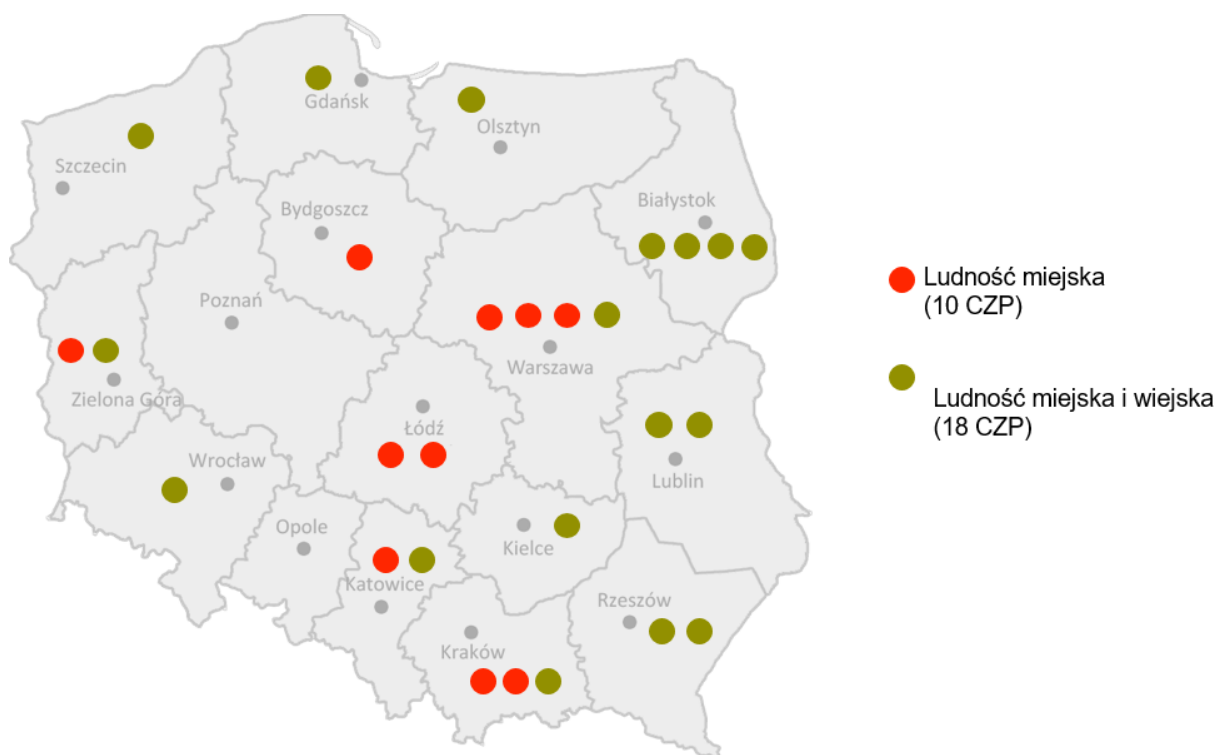 Gdańsk
Olsztyn
Szczecin
Białystok
Bydgoszcz
Ludność miejska
(10 CZP)
Poznań
Warszawa
Ludność miejska i wiejska
(18 CZP)
Zielona Góra
Łódź
Wrocław
Lublin
Opole
Kielce
Katowice
Rzeszów
Kraków